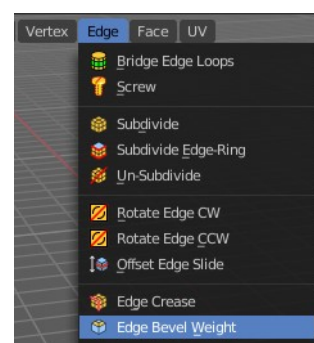 Vertex Edge Face UV
Bridge Edge Loops
Screw
Subdivide
Subdivide Edge-Ring
Un-Subdivide
Rotate Edge CW
Rotate Edge CCW
Offset Edge Slide
Edge Crease
Edge Bevel Weight